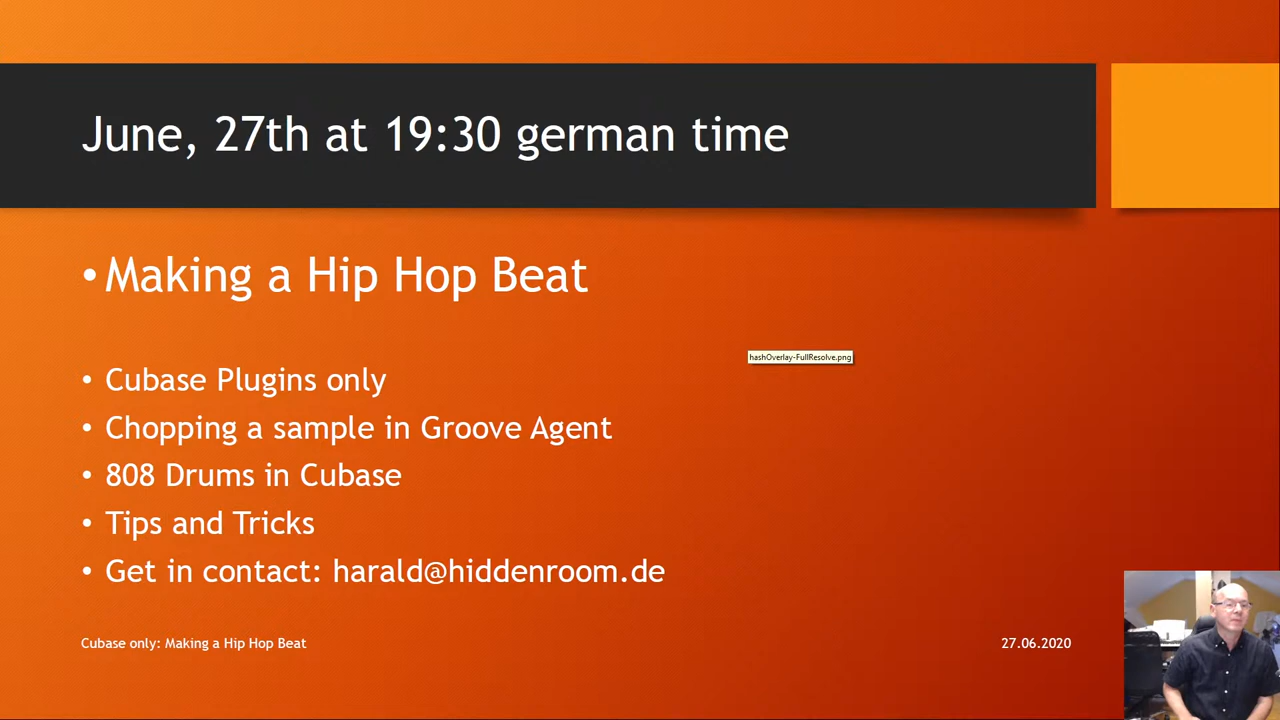 June, 27th at 19:30 german time
•Making a Hip Hop Beat
hashOverlay-FullResolve.png
• Cubase Plugins only
• Chopping a sample in Groove Agent
• 808 Drums in Cubase
• Tips and Tricks
• Get in contact: harald@hiddenroom.de
Cubase only: Making a Hip Hop Beat
27.06.2020